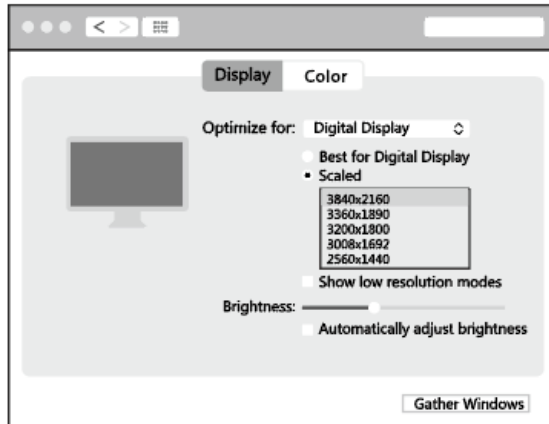 Display Color
Optimize for: Digital Display
Best for Digital Display
Scaled
3840x2160
3360x1890
3200x1800
3008x1692
2560x1440
Show low resolution modes
Brightness:
Automatically adjust brightness
Gather Windows